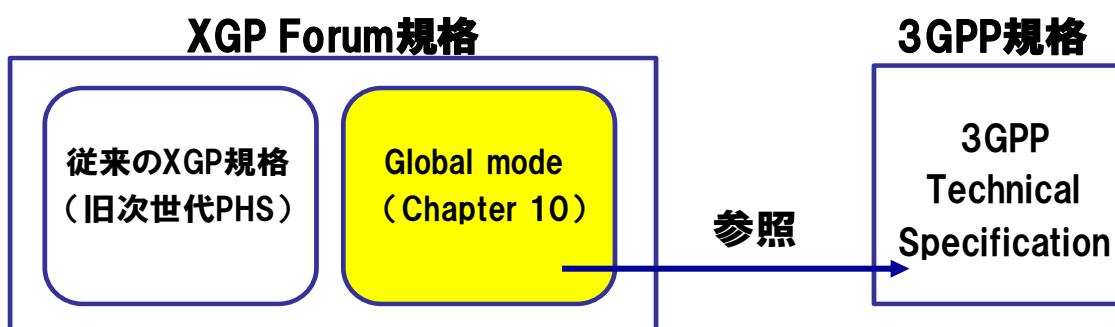 XGP Forum規格
3GPP規格
従来のXGP規格
（旧次世代PHS）
Global mode
（Chapter 10）
参照
3GPP
Technical
Specification